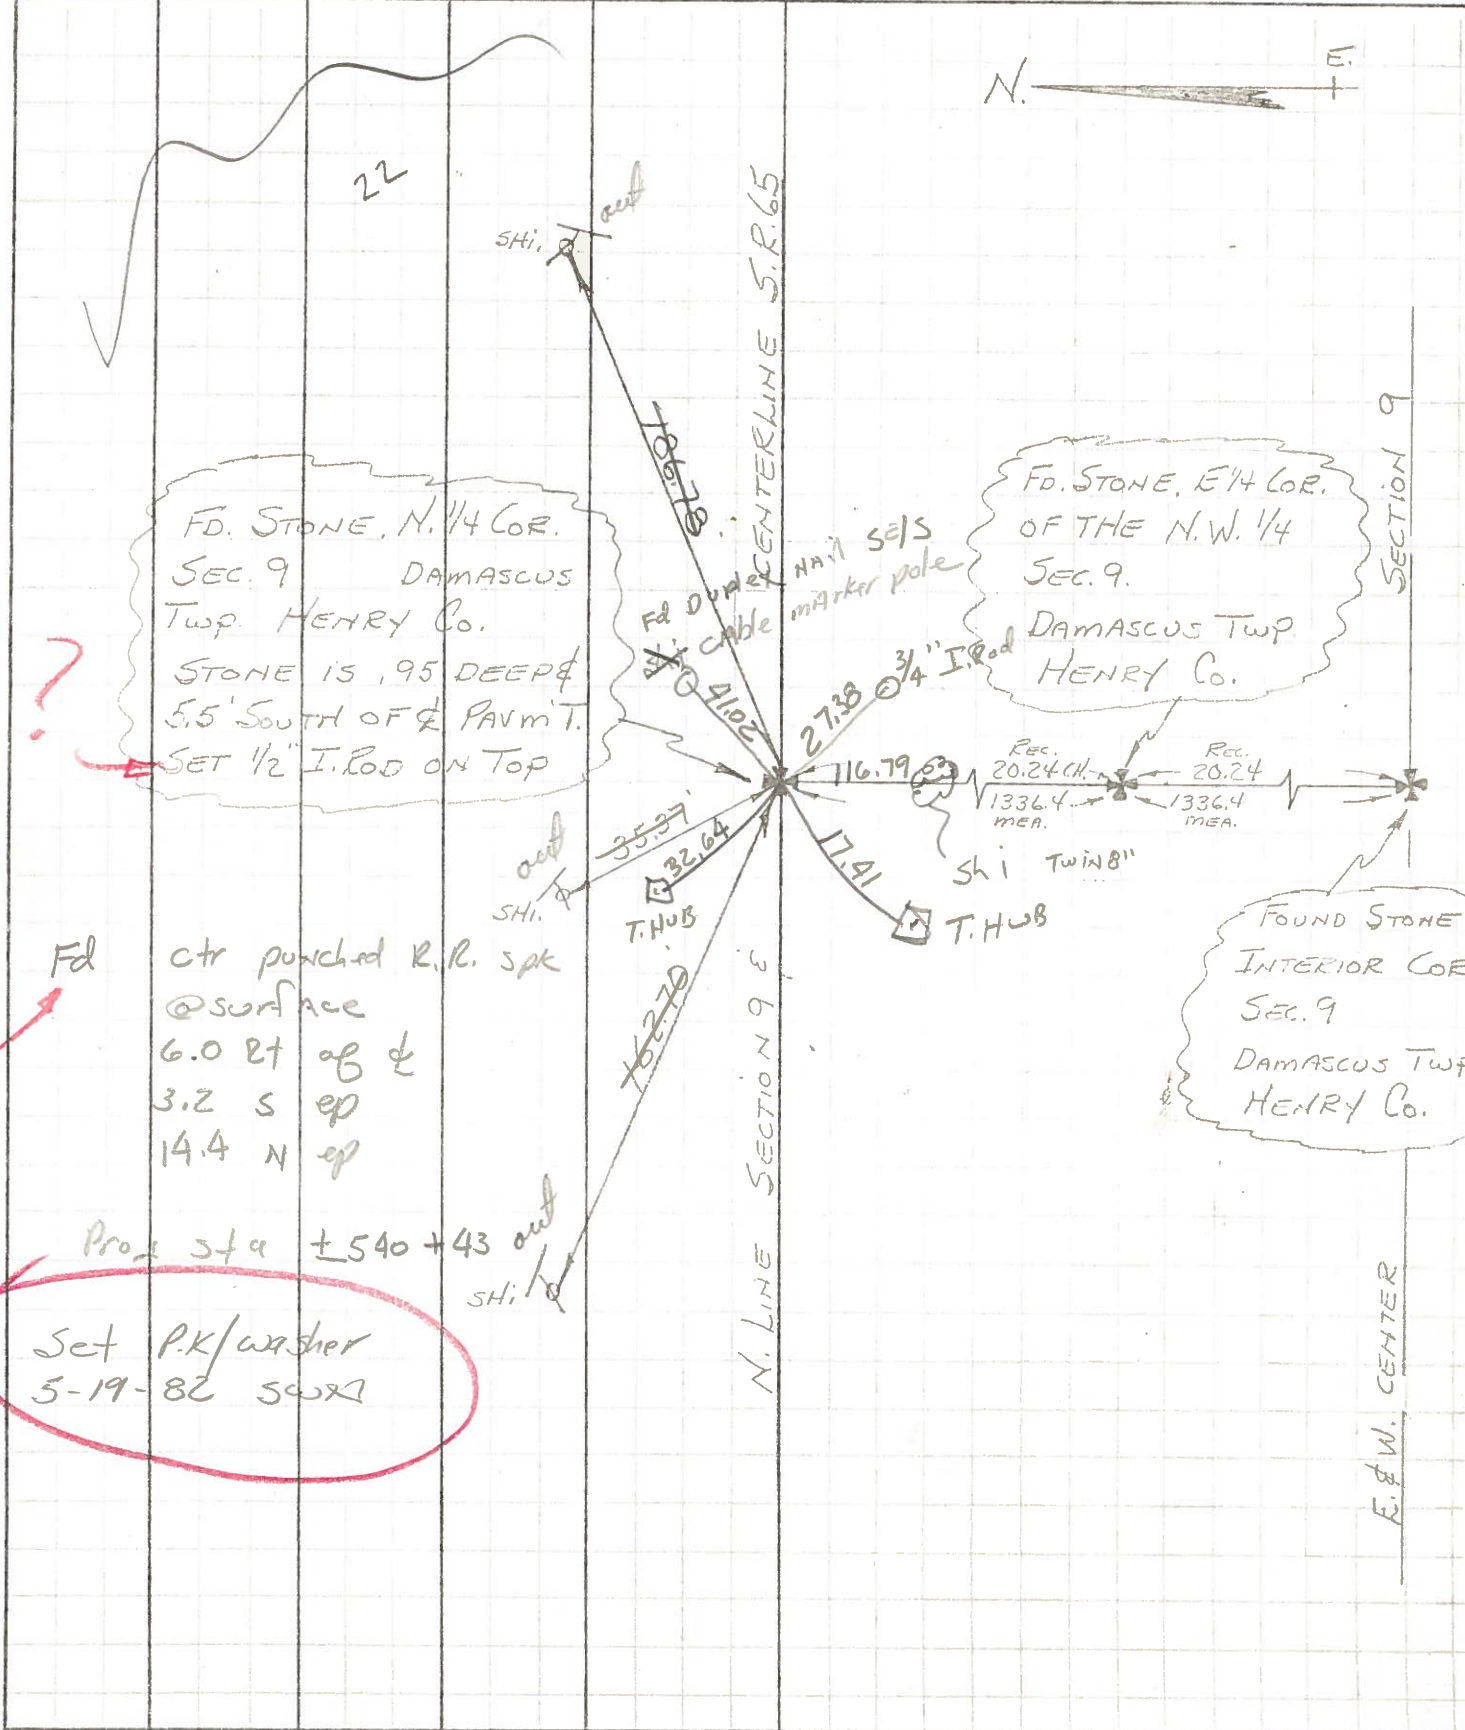 N.
E.
22
SHi.
out
CENTERLINE S.R.65
186.78
FD. STONE, N. 1/4 COR.
SEC. 9 DAMASCUS
Twp. HENRY Co.
STONE IS .95 DEEP &
5.5' SOUTH OF ℄ PAVm'T.
SET 1/2" I.ROD ON TOP
?
Fd Duplex NAil SE/S
cAble mArker pole
41.02
27.38
3/4" I.Rod
FD. STONE, E 1/4 COR.
OF THE N.W. 1/4
SEC. 9.
DAMASCUS TWP
HENRY Co.
SECTION 9
116.79
REC.
20.24 CH.
1336.4
MEA.
REC.
20.24
1336.4
MEA.
Shi Twin 8"
35.37'
out
SHi.
32.64
T.HUB
17.41
T.HUB
FOUND STONE
INTERIOR COR
SEC. 9
DAMASCUS TWP
HENRY Co.
Fd ctr punched R.R. spk
@surfAce
6.0 Rt of ℄
3.2 S ep
14.4 N ep
162.70
N. LINE SECTION 9 &
out
SHi.
sta ± 540 + 43
Set P.K/washer
5-19-82
E. & W. CENTER